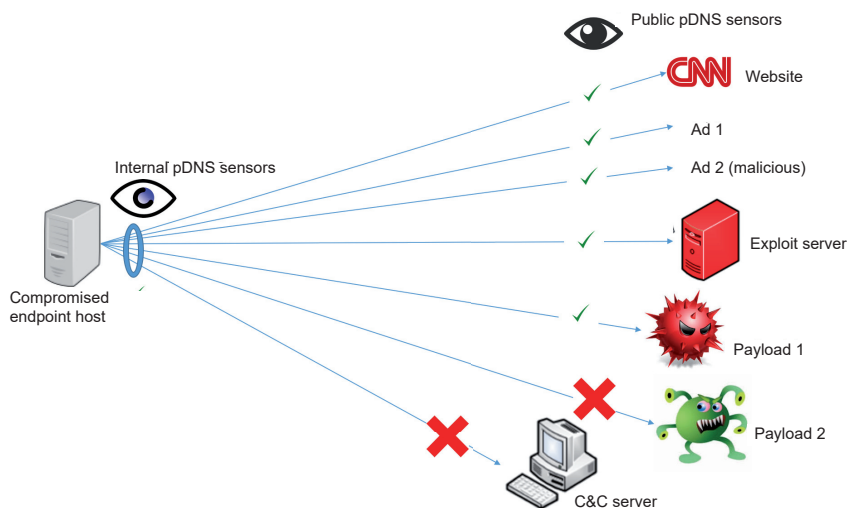 Public pDNS sensors
CNN Website
Ad 1
Internal pDNS sensors
Ad 2 (malicious)
Exploit server
Compromised
endpoint host
Payload 1
Payload 2
C&C server